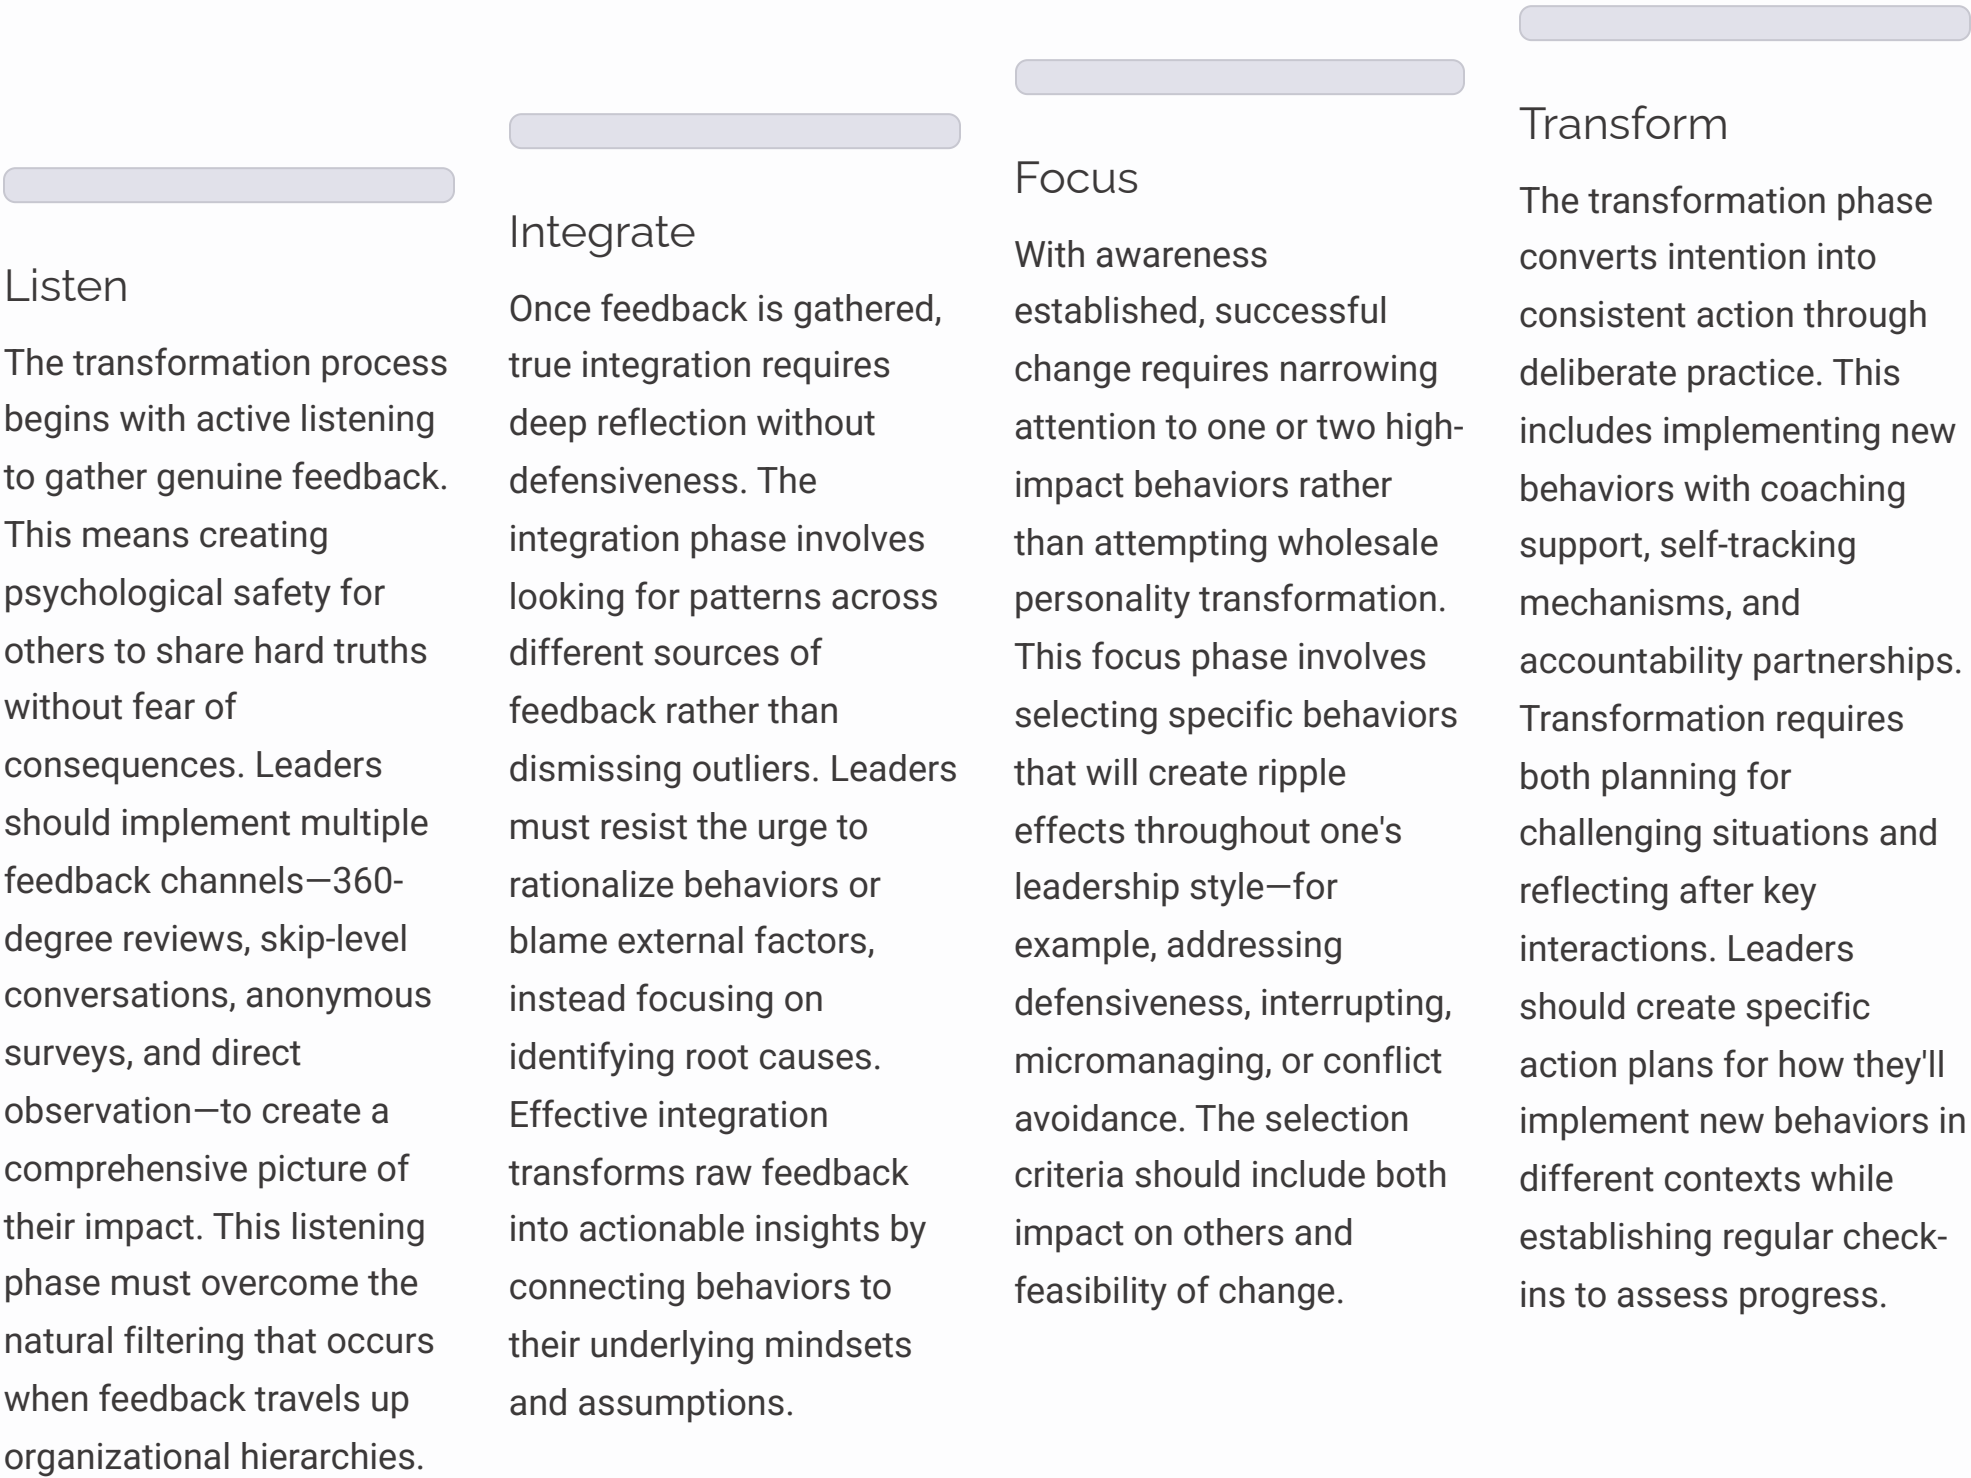 Listen
The transformation process
begins with active listening
to gather genuine feedback.
This means creating
psychological safety for
others to share hard truths
without fear of
consequences. Leaders
should implement multiple
feedback channels—360-
degree reviews, skip-level
conversations, anonymous
surveys, and direct
observation—to create a
comprehensive picture of
their impact. This listening
phase must overcome the
natural filtering that occurs
when feedback travels up
organizational hierarchies.
Integrate
Once feedback is gathered,
true integration requires
deep reflection without
defensiveness. The
integration phase involves
looking for patterns across
different sources of
feedback rather than
dismissing outliers. Leaders
must resist the urge to
rationalize behaviors or
blame external factors,
instead focusing on
identifying root causes.
Effective integration
transforms raw feedback
into actionable insights by
connecting behaviors to
their underlying mindsets
and assumptions.
Focus
With awareness
established, successful
change requires narrowing
attention to one or two high-
impact behaviors rather
than attempting wholesale
personality transformation.
This focus phase involves
selecting specific behaviors
that will create ripple
effects throughout one's
leadership style—for
example, addressing
defensiveness, interrupting,
micromanaging, or conflict
avoidance. The selection
criteria should include both
impact on others and
feasibility of change.
Transform
The transformation phase
converts intention into
consistent action through
deliberate practice. This
includes implementing new
behaviors with coaching
support, self-tracking
mechanisms, and
accountability partnerships.
Transformation requires
both planning for
challenging situations and
reflecting after key
interactions. Leaders
should create specific
action plans for how they'll
implement new behaviors in
different contexts while
establishing regular check-
ins to assess progress.